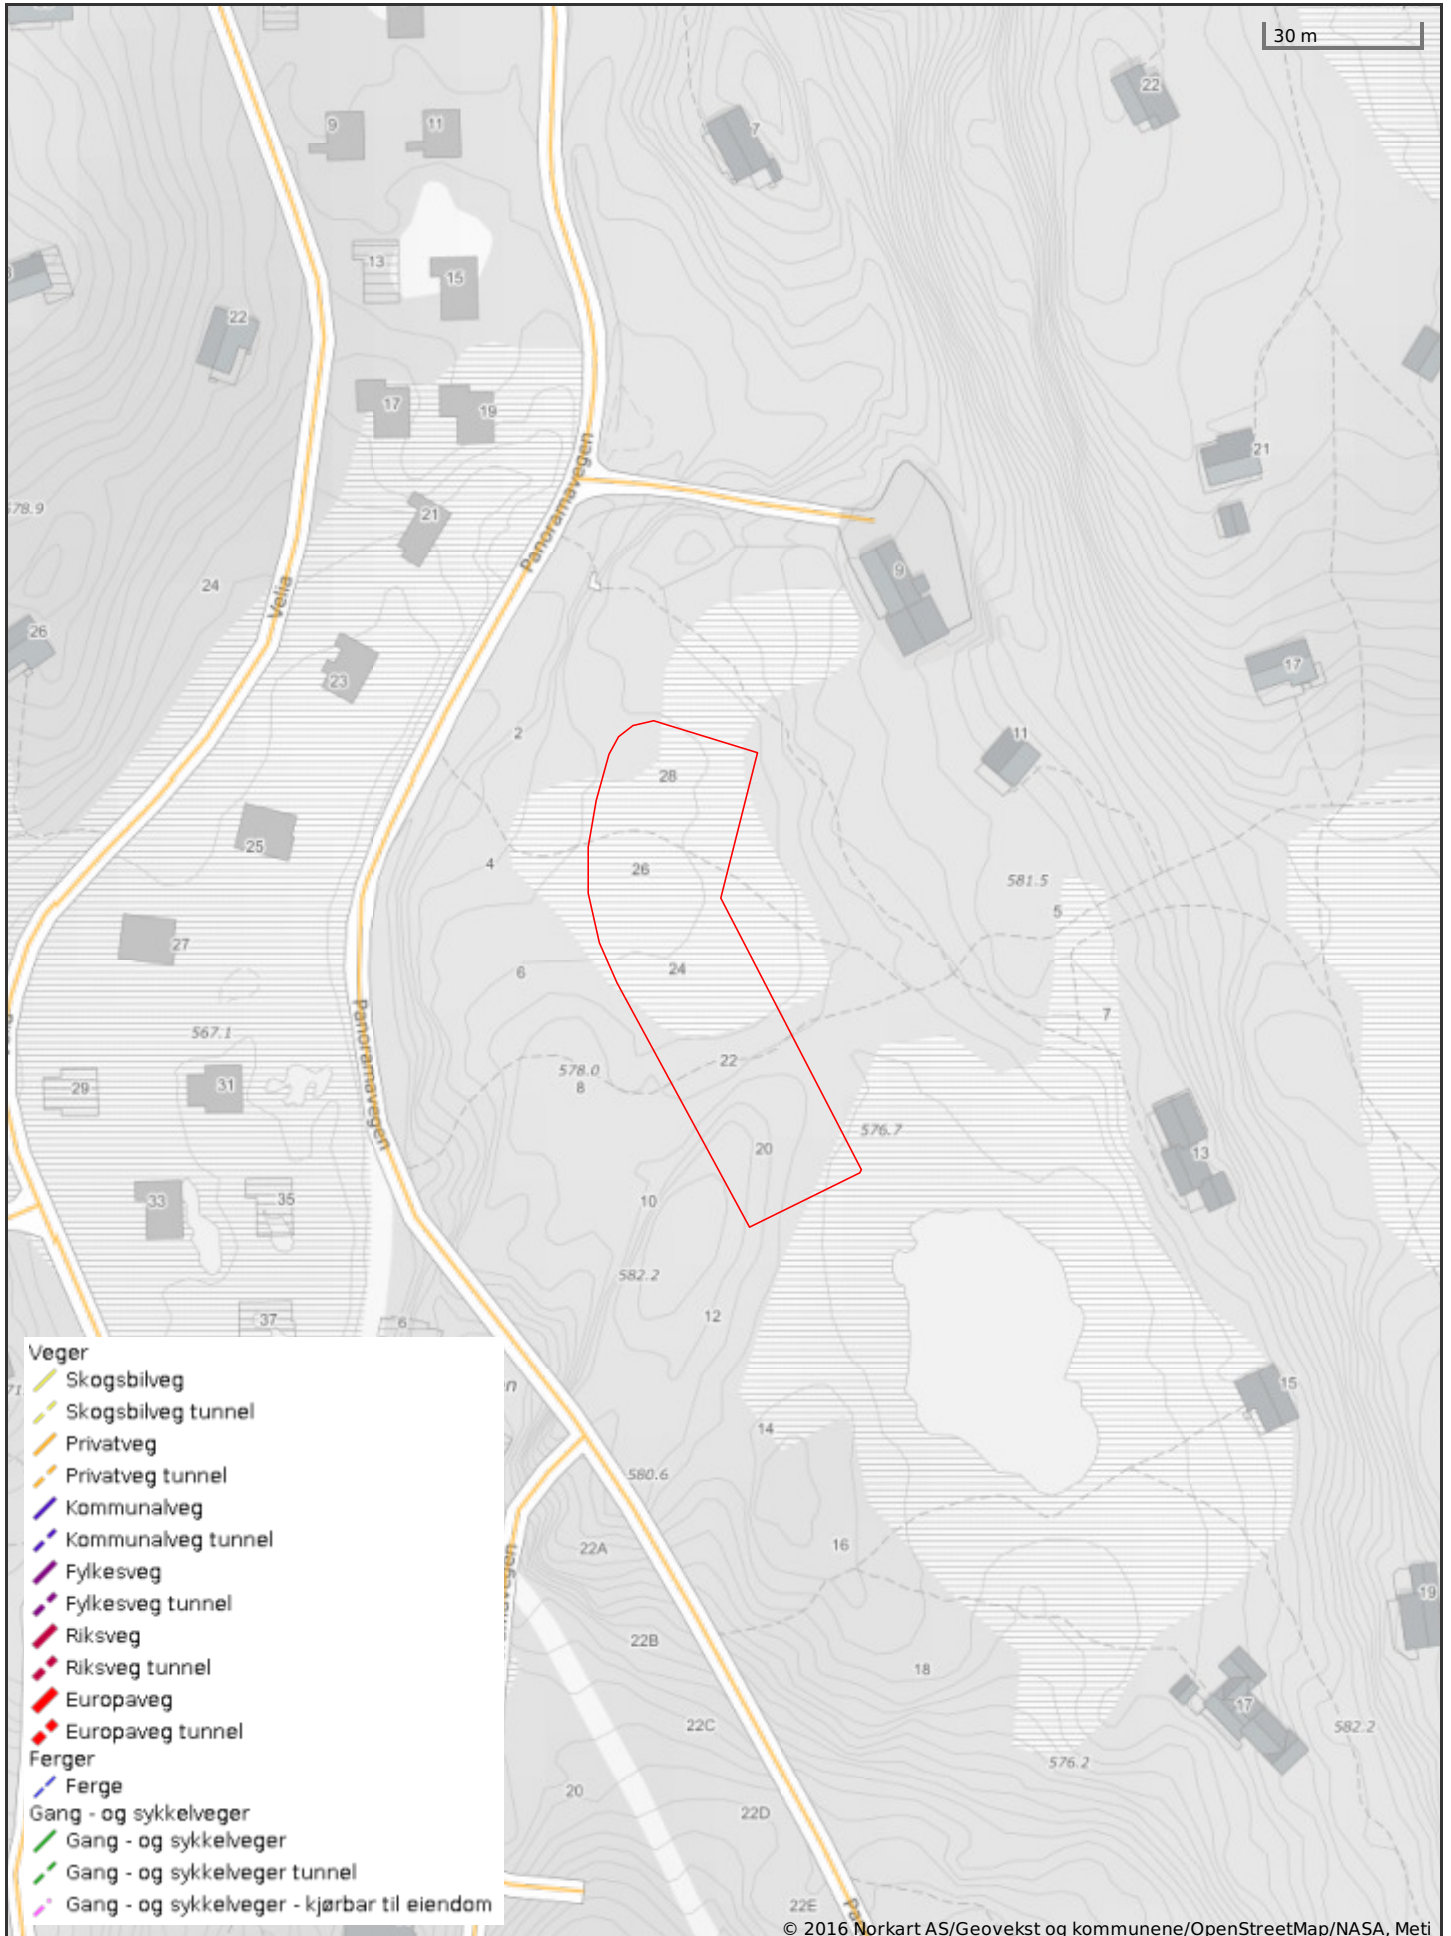 30 m
22
7
9
11
13
15
22
17
19
21
21
Panoramavegen
578.9
9
24
Velia
26
17
23
2
11
28
25
4
26
581.5
5
27
6
24
7
567.1
Panoramavegen
578.0
8
22
29
31
576.7
20
13
33
35
10
582.2
12
37
6
15
14
580.6
22A
16
19
22B
18
17
22C
582.2
576.2
20
22D
22E
Veger
Skogsbilveg
Skogsbilveg tunnel
Privatveg
Privatveg tunnel
Kommunalveg
Kommunalveg tunnel
Fylkesveg
Fylkesveg tunnel
Riksveg
Riksveg tunnel
Europaveg
Europaveg tunnel
Ferger
Ferge
Gang - og sykkelveger
Gang - og sykkelveger
Gang - og sykkelveger tunnel
Gang - og sykkelveger - kjørbar til eiendom
© 2016 Norkart AS/Geovekst og kommunene/OpenStreetMap/NASA, Meti